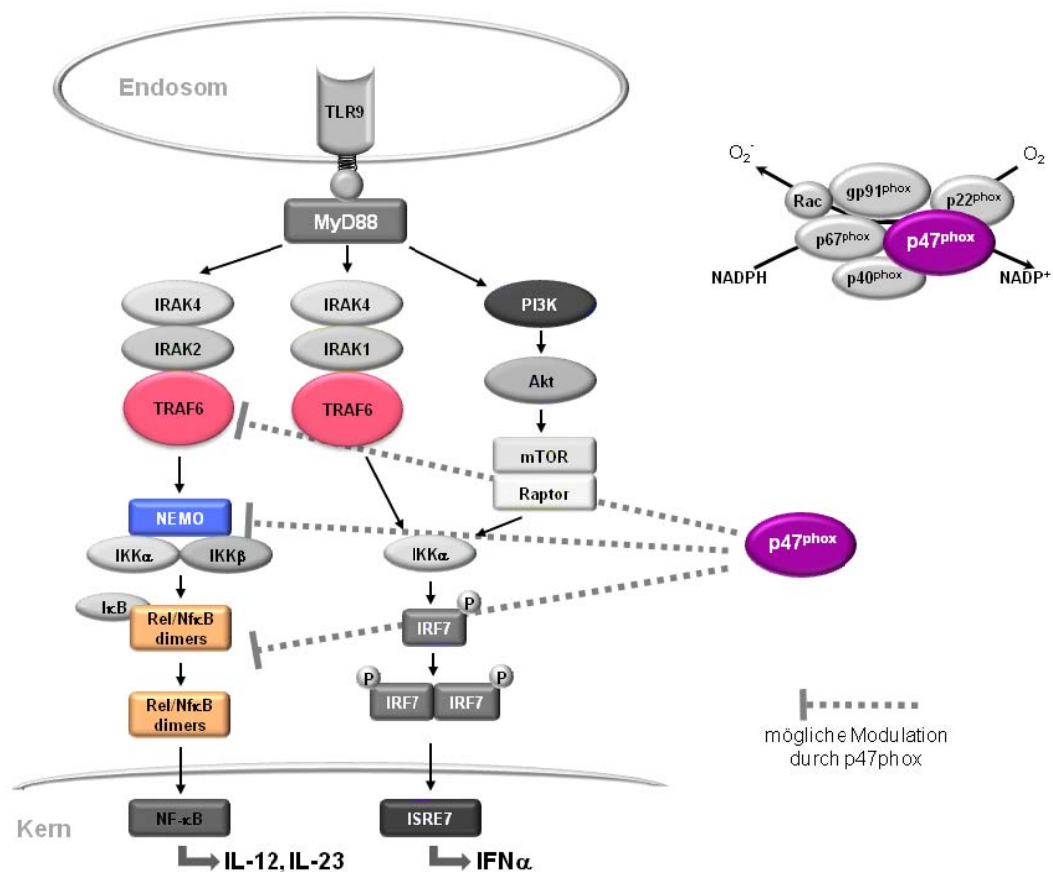 Endosom
TLR9
MyD88
IRAK4
IRAK2
TRAF6
IRAK4
IRAK1
TRAF6
PI3K
Akt
mTOR
Raptor
NEMO
IKKα
IKKβ
IKKα
IκB
Rel/NfκB
dimers
P
IRF7
Rel/NfκB
dimers
P
P
IRF7
IRF7
Kern
NF-κB
ISRE7
IL-12, IL-23
IFNα
O2-
O2
Rac
gp91phox
p22phox
p67phox
p47phox
p40phox
NADPH
NADP+
p47phox
mögliche Modulation
durch p47phox